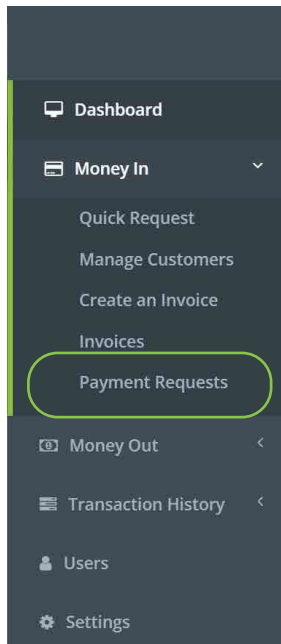 Dashboard
Money In
Quick Request
Manage Customers
Create an Invoice
Invoices
Payment Requests
Money Out
Transaction History
Users
Settings